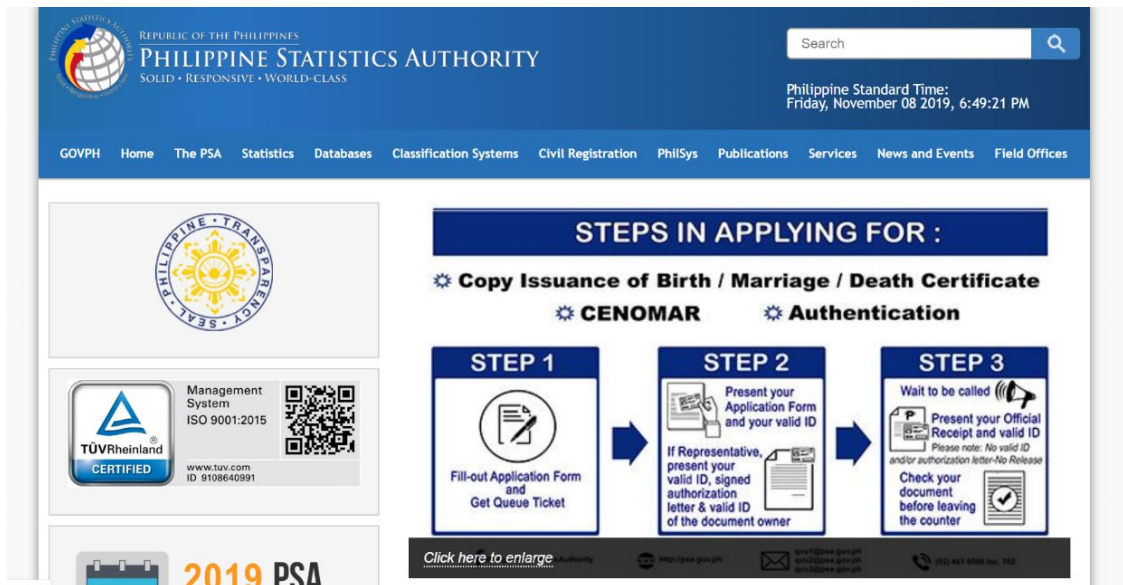 REPUBLIC OF THE PHILIPPINES
PHILIPPINE STATISTICS AUTHORITY
SOLID • RESPONSIVE • WORLD-CLASS
Search
Philippine Standard Time:
Friday, November 08 2019, 6:49:21 PM
GOVPH Home The PSA Statistics Databases Classification Systems Civil Registration PhilSys Publications Services News and Events Field Offices
PHILIPPINE • TRANSPARENCY • SEAL •
TÜVRheinland®
CERTIFIED
Management
System
ISO 9001:2015
www.tuv.com
ID 9108640991
2019 PSA
STEPS IN APPLYING FOR :
Copy Issuance of Birth / Marriage / Death Certificate
CENOMAR Authentication
STEP 1
Fill-out Application Form
and
Get Queue Ticket
STEP 2
Present your
Application Form
and your valid ID
If Representative,
present your
valid ID, signed
authorization
letter & valid ID
of the document owner
STEP 3
Wait to be called
P
Present your Official
Receipt and valid ID
Please note: No valid ID
and/or authorization letter-No Release
Check your
document
before leaving
the counter
Click here to enlarge
http://psa.gov.ph